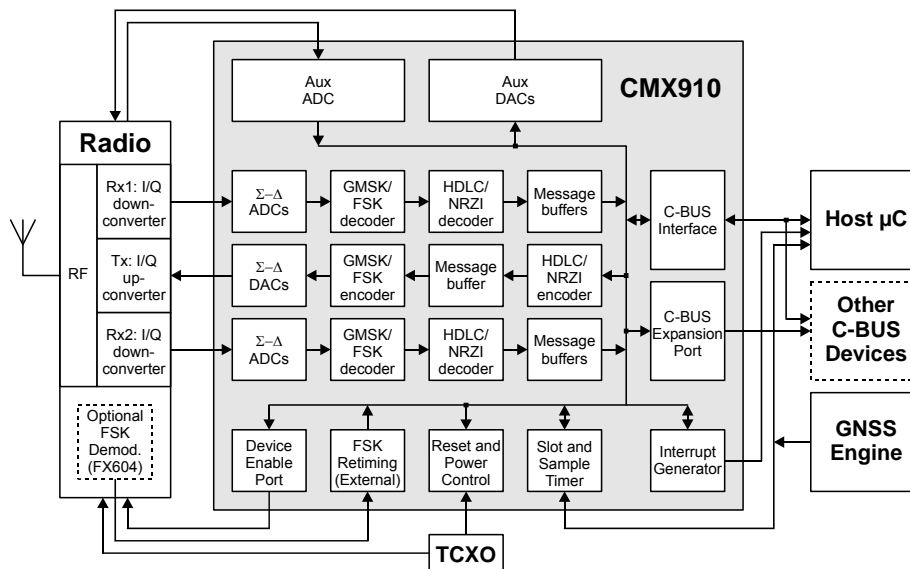 Aux
ADC
Aux
DACs
CMX910
Radio
RF
Rx1: I/Q
down-
converter
Tx: I/Q
up-
converter
Rx2: I/Q
down-
converter
Optional
FSK
Demod.
(FX604)
Σ–Δ
ADCs
GMSK/
FSK
decoder
HDLC/
NRZI
decoder
Message
buffers
C-BUS
Interface
Σ–Δ
DACs
GMSK/
FSK
encoder
Message
buffer
HDLC/
NRZI
encoder
C-BUS
Expansion
Port
Σ–Δ
ADCs
GMSK/
FSK
decoder
HDLC/
NRZI
decoder
Message
buffers
Device
Enable
Port
FSK
Retiming
(External)
Reset and
Power
Control
Slot and
Sample
Timer
Interrupt
Generator
Host µC
Other
C-BUS
Devices
GNSS
Engine
TCXO